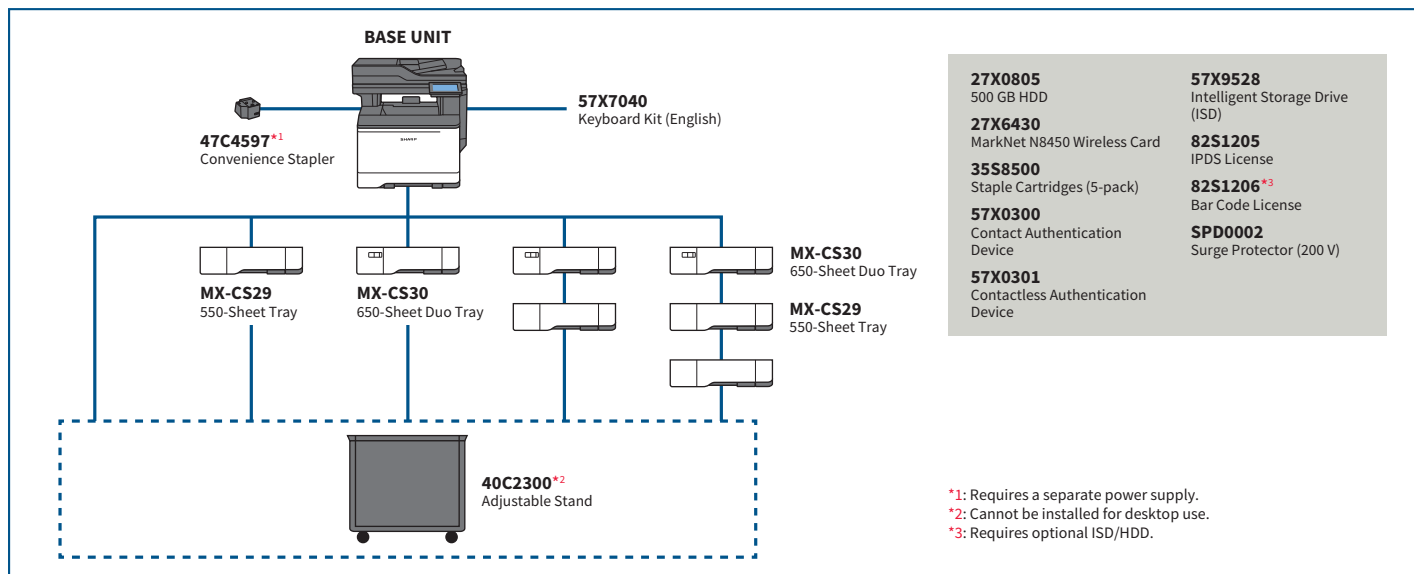 BASE UNIT
SHARP
47C4597*1
Convenience Stapler
57X7040
Keyboard Kit (English)
MX-CS29
550-Sheet Tray
MX-CS30
650-Sheet Duo Tray
MX-CS30
650-Sheet Duo Tray
MX-CS29
550-Sheet Tray
40C2300*2
Adjustable Stand
27X0805
500 GB HDD
27X6430
MarkNet N8450 Wireless Card
35S8500
Staple Cartridges (5-pack)
57X0300
Contact Authentication
Device
57X0301
Contactless Authentication
Device
57X9528
Intelligent Storage Drive
(ISD)
82S1205
IPDS License
82S1206*3
Bar Code License
SPD0002
Surge Protector (200 V)
*1: Requires a separate power supply.
*2: Cannot be installed for desktop use.
*3: Requires optional ISD/HDD.